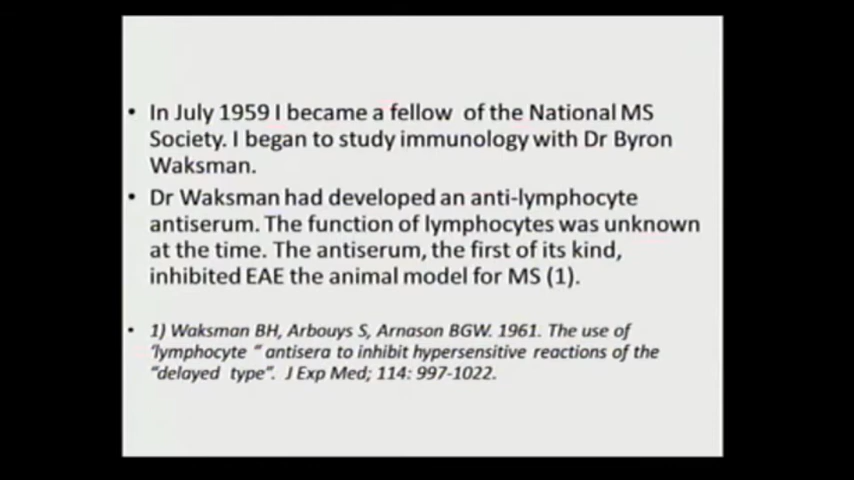 • In July 1959 I became a fellow of the National MS
Society. I began to study immunology with Dr Byron
Waksman.
• Dr Waksman had developed an anti-lymphocyte
antiserum. The function of lymphocytes was unknown
at the time. The antiserum, the first of its kind,
inhibited EAE the animal model for MS (1).
• 1) Waksman BH, Arbouys S, Arnason BGW. 1961. The use of
"lymphocyte " antisera to inhibit hypersensitive reactions of the
"delayed type". J Exp Med; 114: 997-1022.